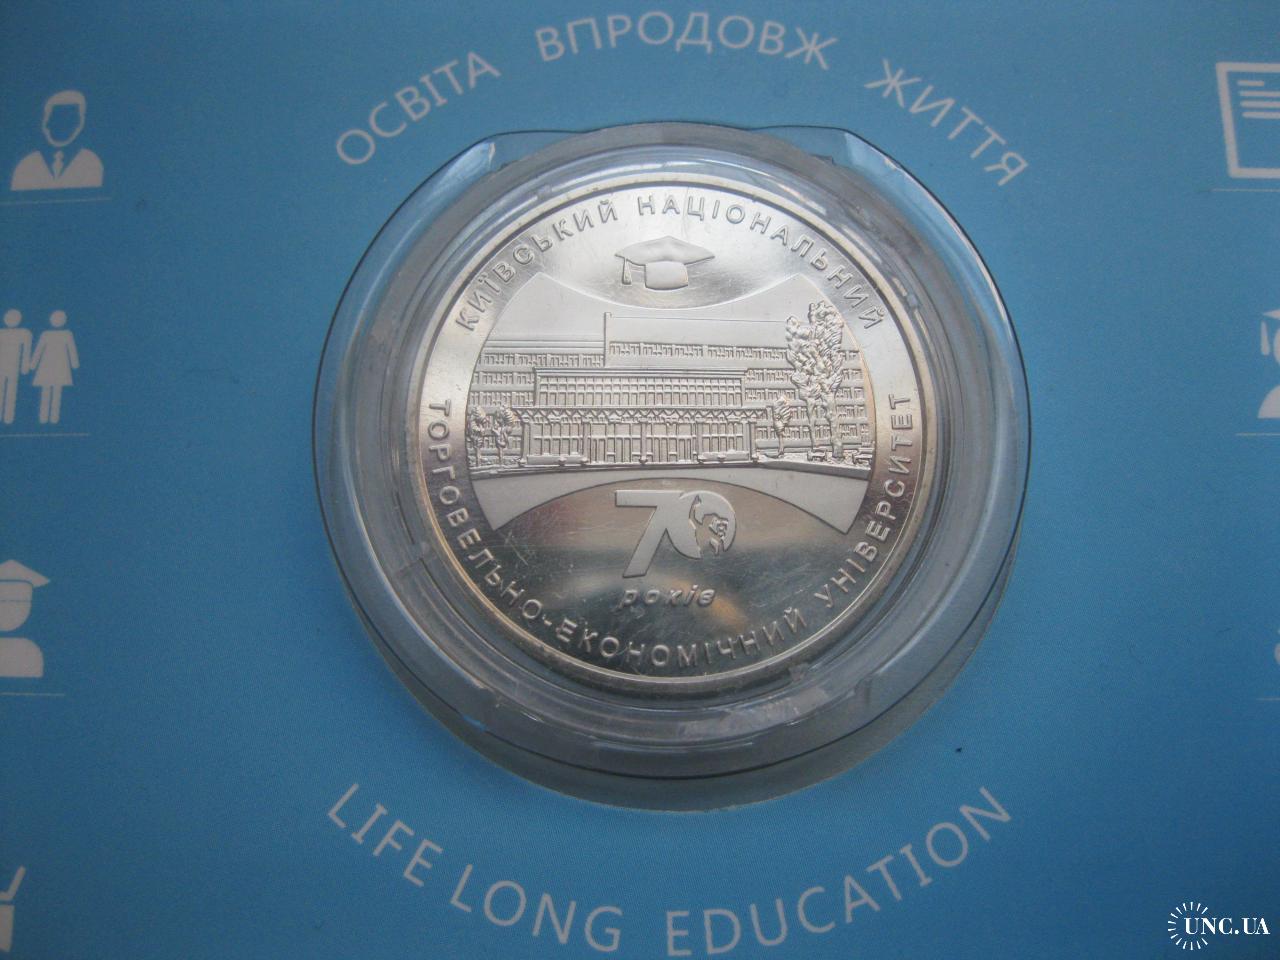 ОСВІТА ВПРОДОВЖ ЖИТТЯ
КИЇВСЬКИЙ НАЦІОНАЛЬНИЙ
ТОРГОВЕЛЬНО-ЕКОНОМІЧНИЙ УНІВЕРСИТЕТ
70
років
LIFE LONG EDUCATION
UNC.UA